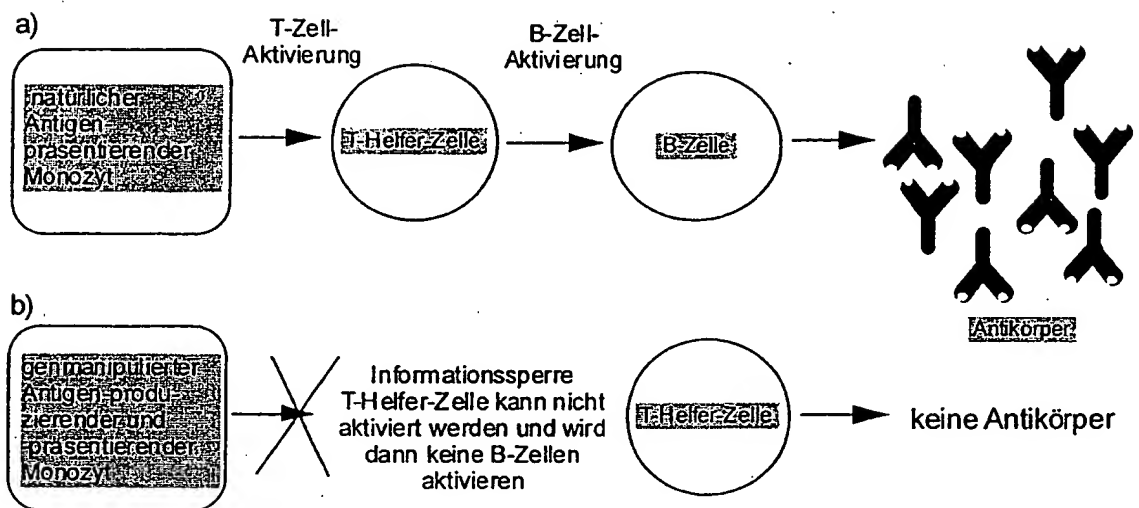 a)
T-Zell-
Aktivierung
B-Zell-
Aktivierung
natürlicher
Antigen-
präsentierender
Monozyt
T-Helfer-Zelle
B-Zelle
Antikörper
b)
genmanipulierter
Antigen-produ-
zierender und
-präsentierender
Monozyt
Informationssperre
T-Helfer-Zelle kann nicht
aktiviert werden und wird
dann keine B-Zellen
aktivieren
T-Helfer-Zelle
keine Antikörper